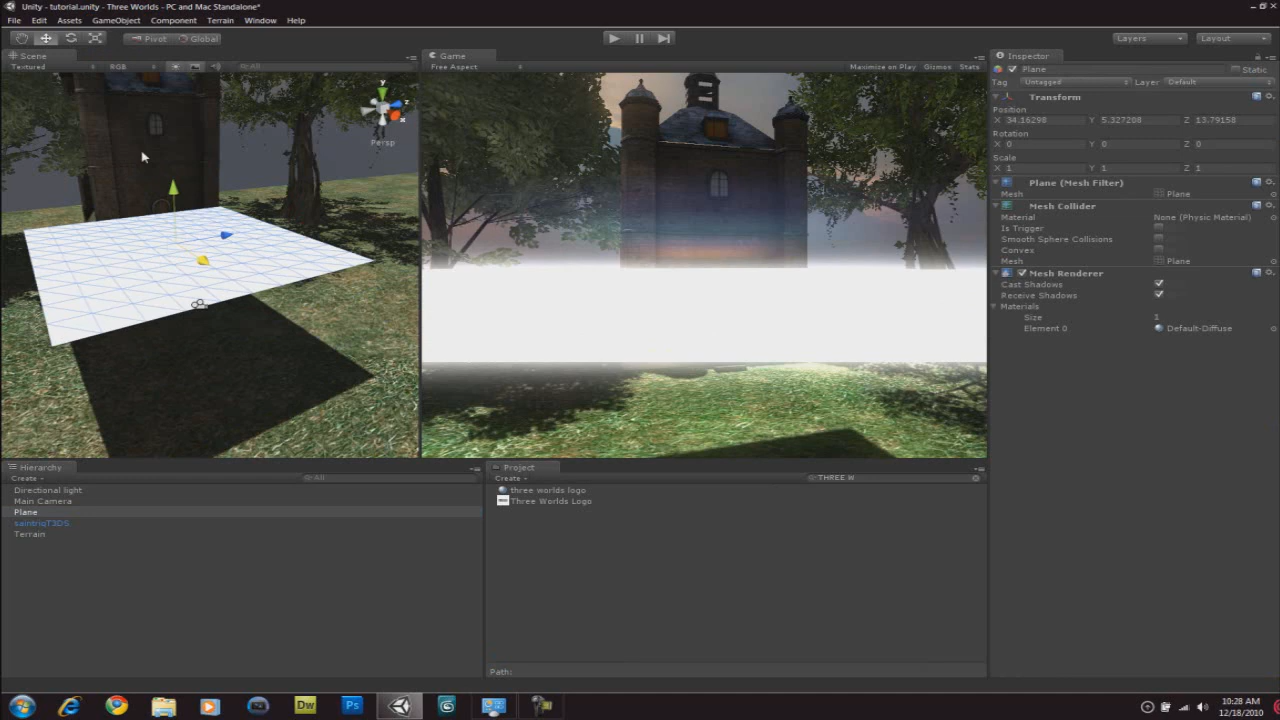 Unity - tutorial.unity - Three Worlds - PC and Mac Standalone*
File Edit Assets GameObject Component Terrain Window Help
Pivot Global Layers Layout
Scene Game Inspector
Textured RGB All Free Aspect Maximize on Play Gizmos Stats
Plane Static
Tag Untagged Layer Default
Transform
Position
X 34.16298 Y 5.327208 Z 13.79158
Rotation
X 0 Y 0 Z 0
Scale
X 1 Y 1 Z 1
Plane (Mesh Filter)
Mesh Plane
Mesh Collider
Material None (Physic Material)
Is Trigger
Smooth Sphere Collisions
Convex
Mesh Plane
Mesh Renderer
Cast Shadows
Receive Shadows
Materials
Size 1
Element 0 Default-Diffuse
y
z
x
Persp
Hierarchy
Create All
Directional light
Main Camera
Plane
Terrain
Project
Create THREE W
three worlds logo
Three Worlds Logo
Path:
Dw Ps
10:28 AM
12/18/2010